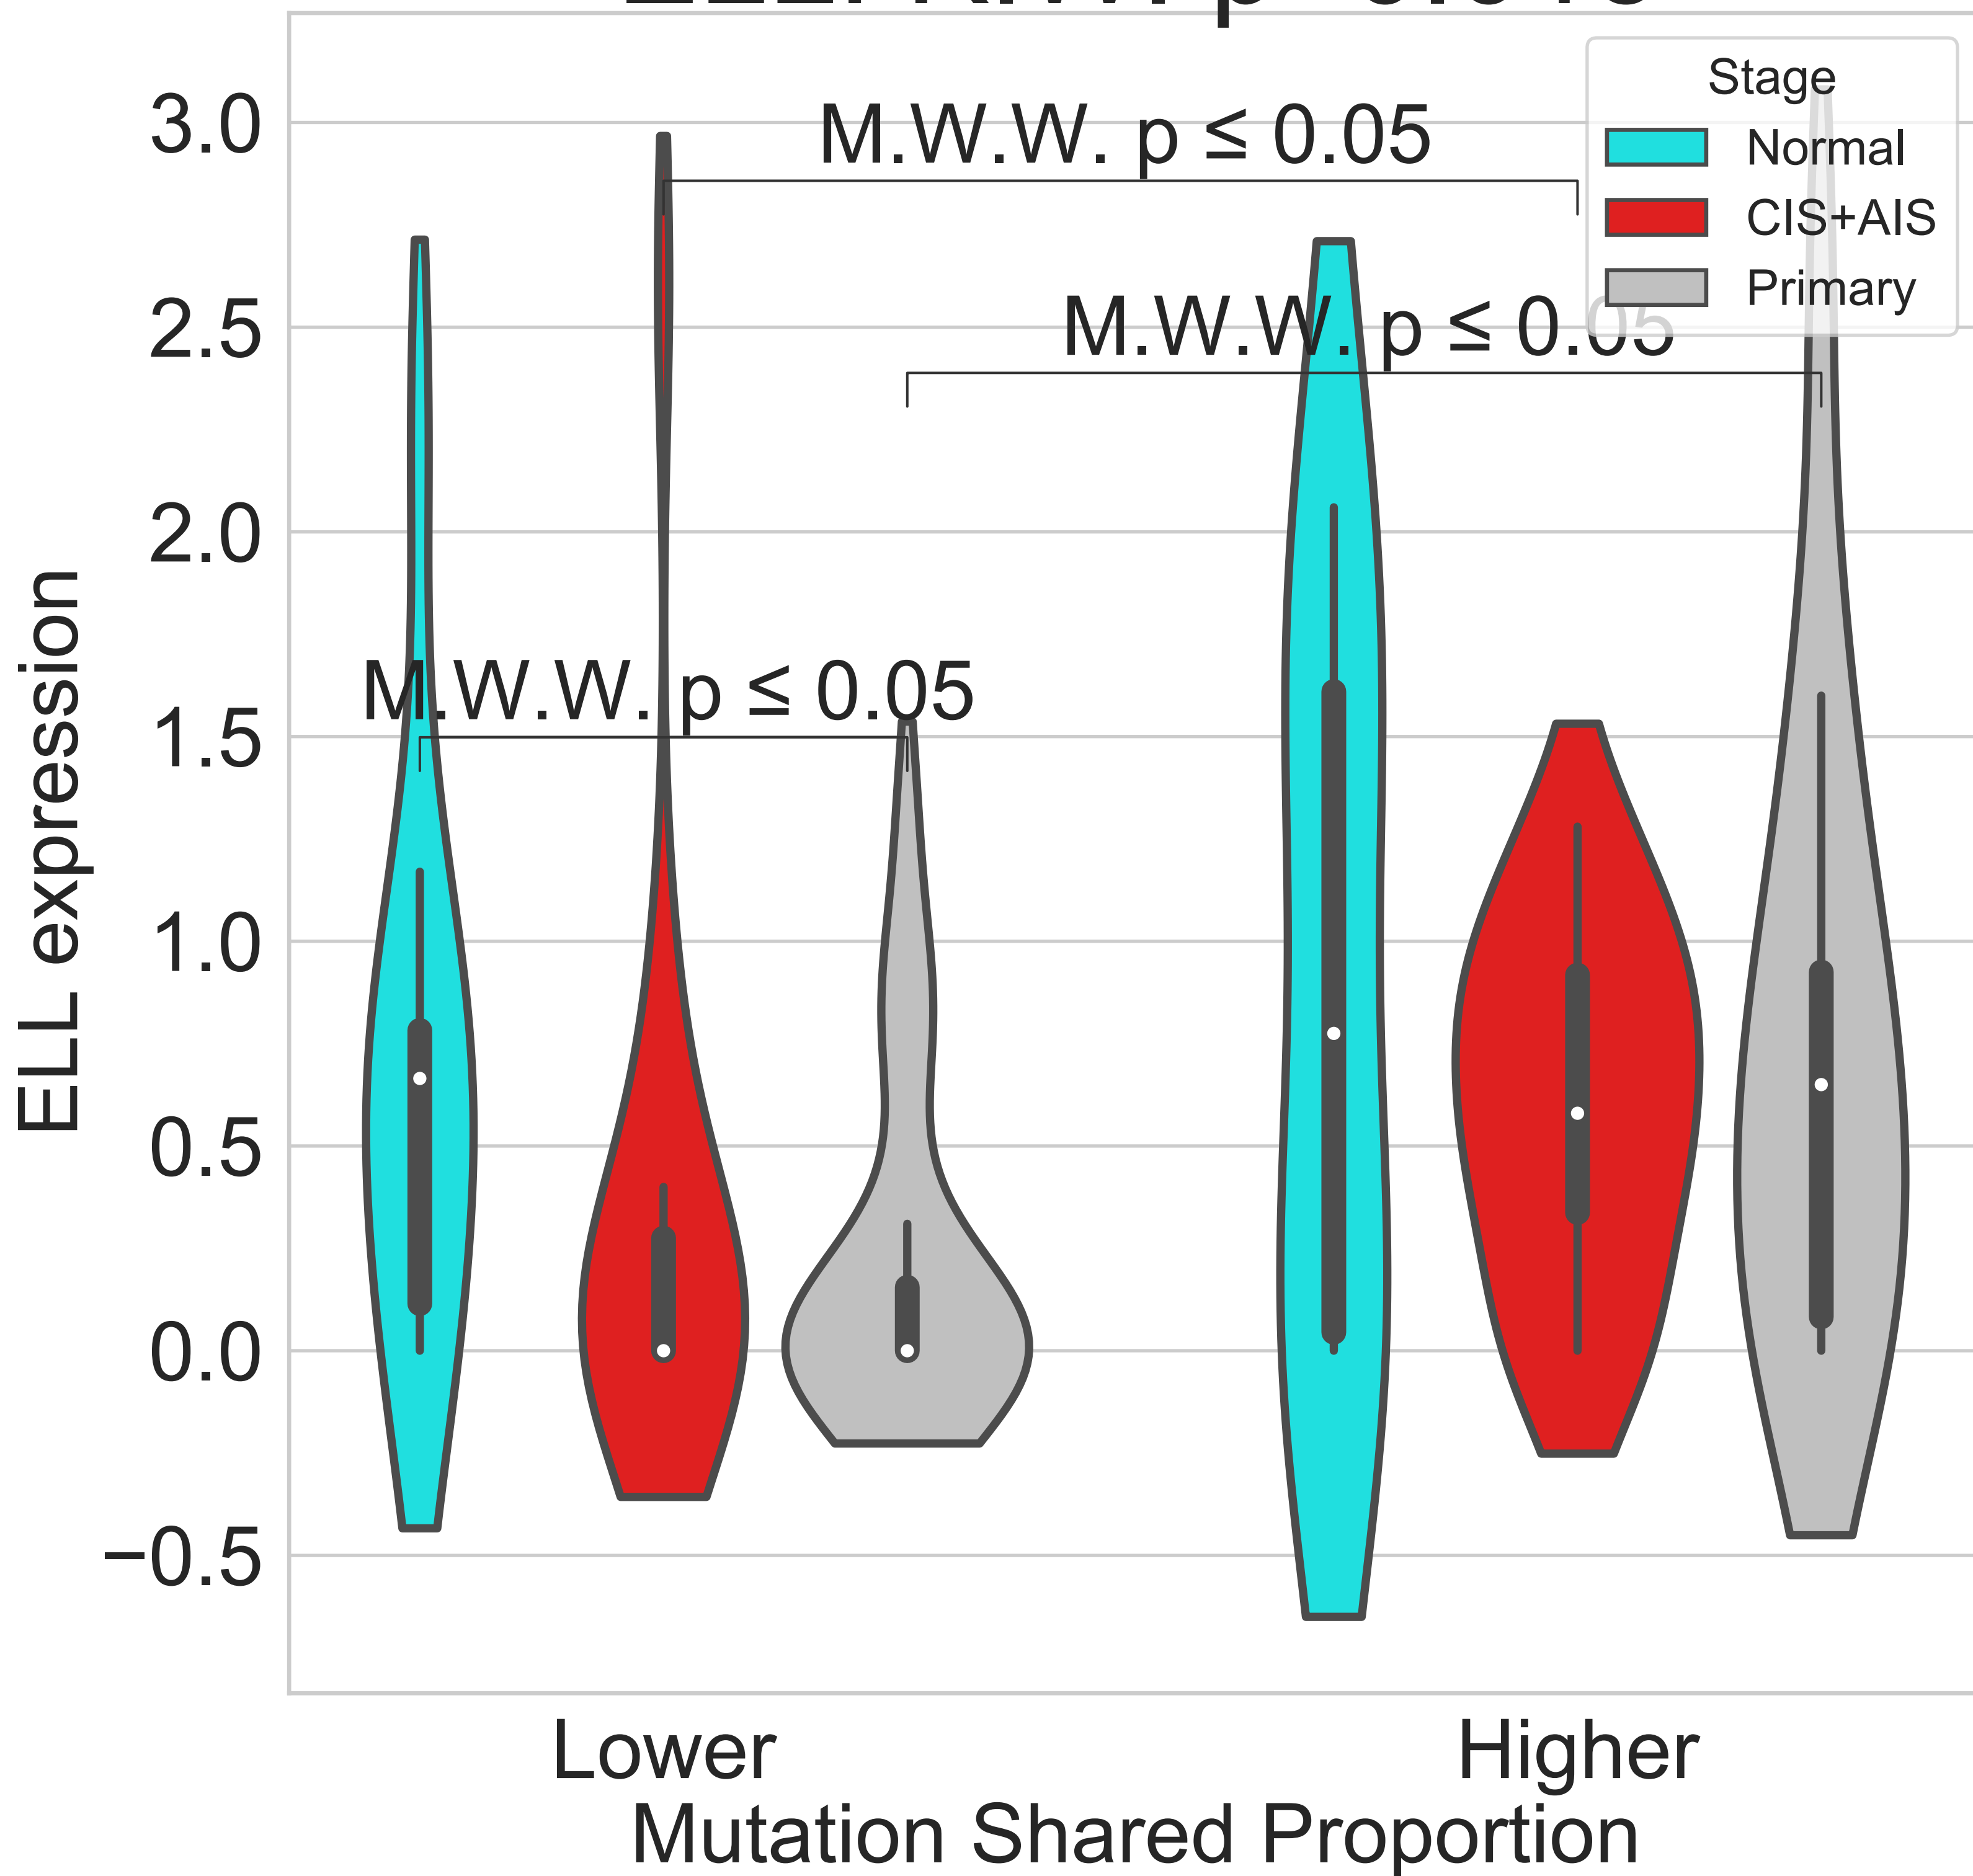 Stage
Normal
CIS+AIS
Primary
M.W.W. p ≤ 0.05
M.W.W. p ≤ 0.05
M.W.W. p ≤ 0.05
3.0
2.5
2.0
1.5
1.0
0.5
0.0
−0.5
ELL expression
Lower
Higher
Mutation Shared Proportion